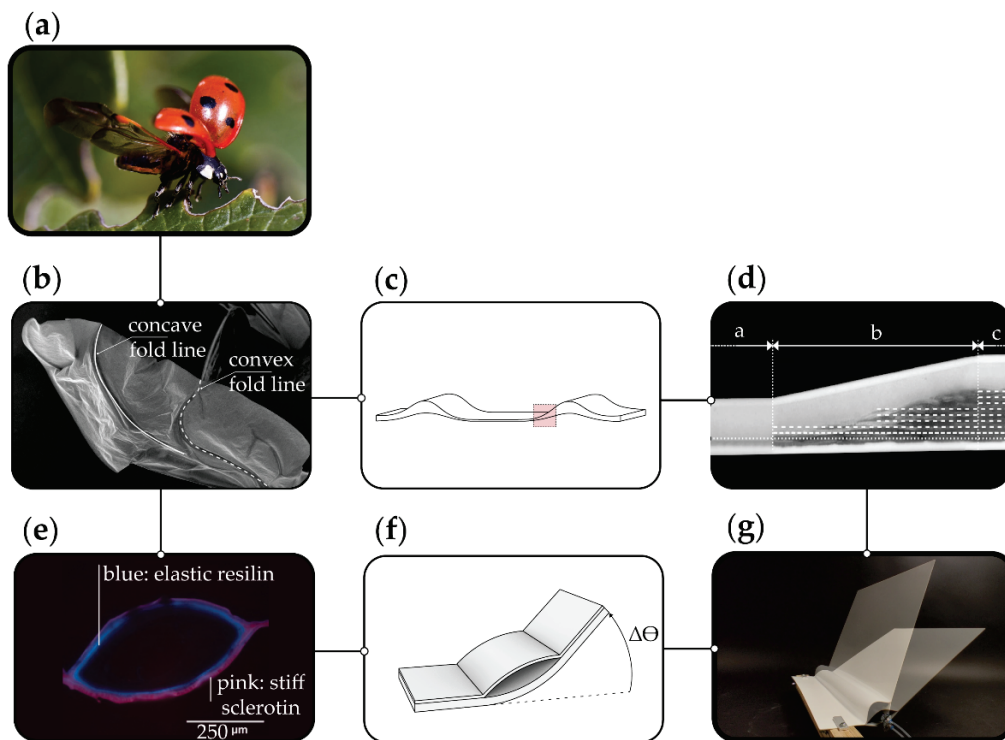 (a)
(b)
(c)
(d)
concave
fold line
convex
fold line
a
b
c
(e)
(f)
(g)
blue: elastic resilin
pink: stiff
sclerotin
250 µm
ΔΘ